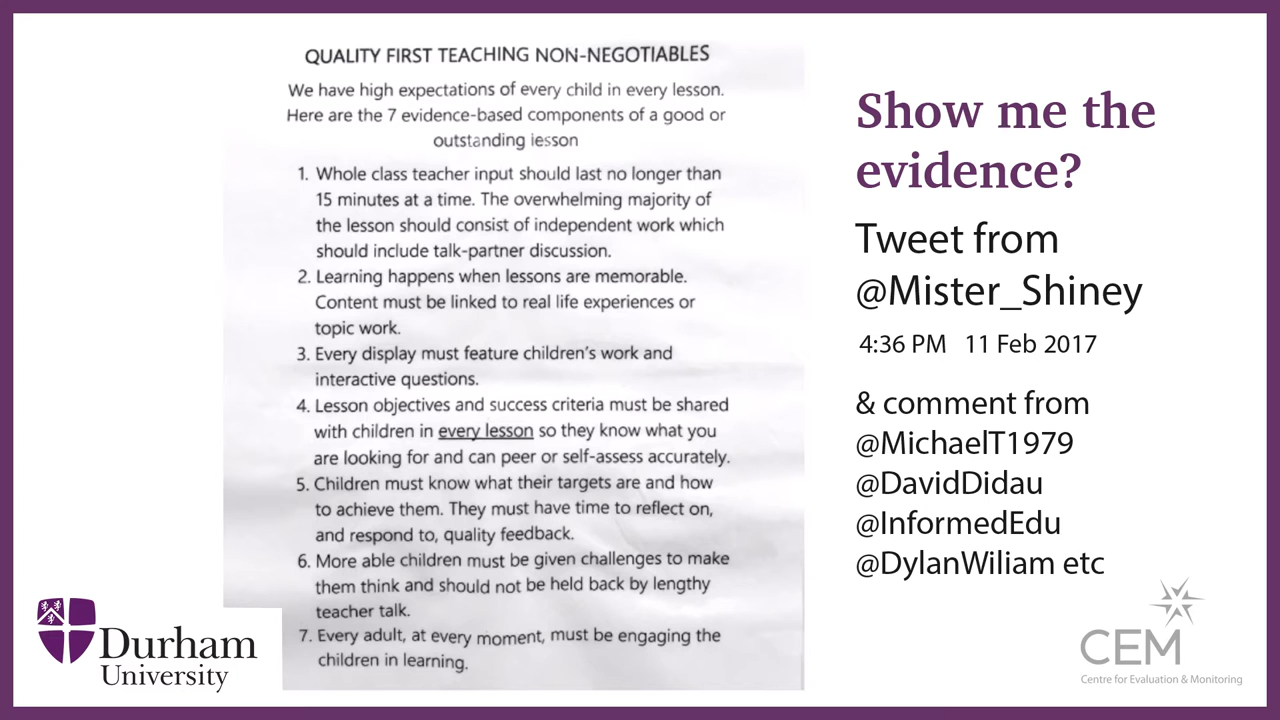 QUALITY FIRST TEACHING NON-NEGOTIABLES
We have high expectations of every child in every lesson.
Here are the 7 evidence-based components of a good or
outstanding lesson
1. Whole class teacher input should last no longer than
15 minutes at a time. The overwhelming majority of
the lesson should consist of independent work which
should include talk-partner discussion.
2. Learning happens when lessons are memorable.
Content must be linked to real life experiences or
topic work.
3. Every display must feature children's work and
interactive questions.
4. Lesson objectives and success criteria must be shared
with children in every lesson so they know what you
are looking for and can peer or self-assess accurately.
5. Children must know what their targets are and how
to achieve them. They must have time to reflect on,
and respond to, quality feedback.
6. More able children must be given challenges to make
them think and should not be held back by lengthy
teacher talk.
7. Every adult, at every moment, must be engaging the
children in learning.
Show me the
evidence?
Tweet from
@Mister_Shiney
4:36 PM 11 Feb 2017
& comment from
@MichaelT1979
@DavidDidau
@InformedEdu
@DylanWiliam etc
Durham
University
CEM
Centre for Evaluation & Monitoring